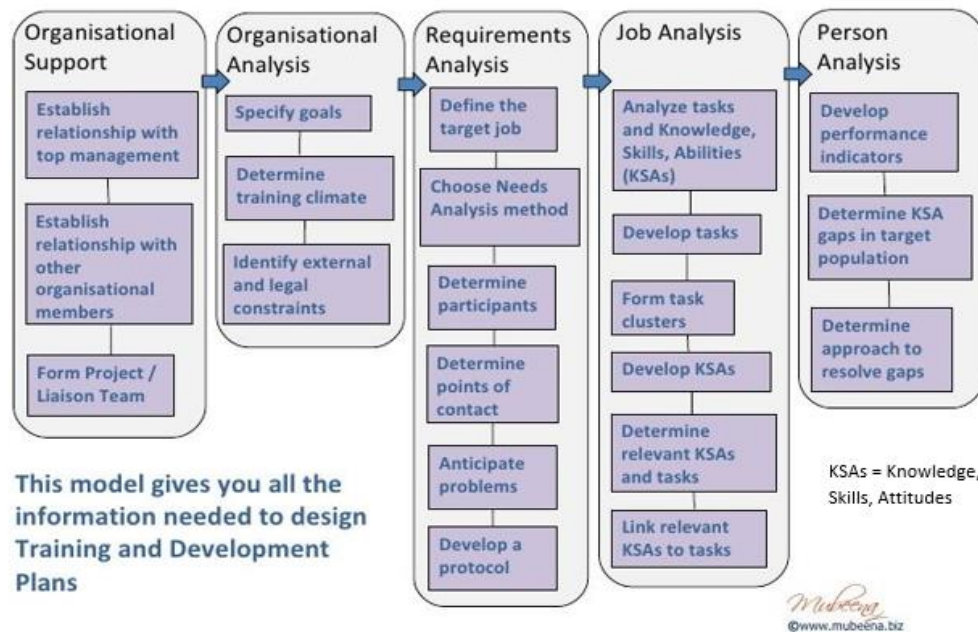 Organisational
Support
Establish
relationship with
top management
Establish
relationship with
other
organisational
members
Form Project /
Liaison Team
Organisational
Analysis
Specify goals
Determine
training climate
Identify external
and legal
constraints
Requirements
Analysis
Define the
target job
Choose Needs
Analysis method
Determine
participants
Determine
points of
contact
Anticipate
problems
Develop a
protocol
Job Analysis
Analyze tasks
and Knowledge,
Skills, Abilities
(KSAs)
Develop tasks
Form task
clusters
Develop KSAs
Determine
relevant KSAs
and tasks
Link relevant
KSAs to tasks
Person
Analysis
Develop
performance
indicators
Determine KSA
gaps in target
population
Determine
approach to
resolve gaps
This model gives you all the
information needed to design
Training and Development
Plans
KSAs = Knowledge,
Skills, Attitudes
Mubeena
©www.mubeena.biz